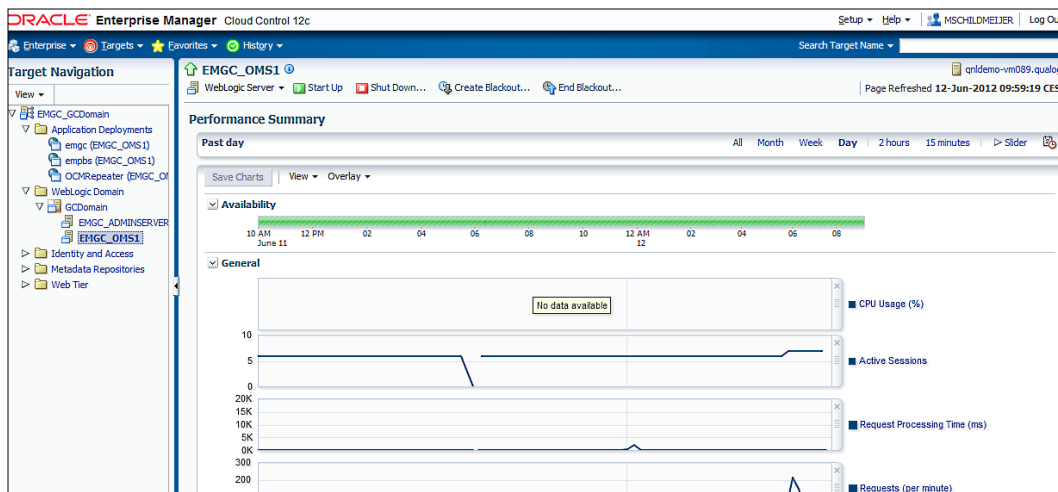 ORACLE Enterprise Manager Cloud Control 12c
Setup Help MSCHILDMEIJER Log Ou
Enterprise Targets Favorites History Search Target Name
Target Navigation
View
EMGC_GCDomain
Application Deployments
emgc (EMGC_OMS1)
empbs (EMGC_OMS1)
OCMRepeater (EMGC_OM
WebLogic Domain
GCDomain
EMGC_ADMINSERVER
EMGC_OMS1
Identity and Access
Metadata Repositories
Web Tier
EMGC_OMS1
qnldemo-vm089.qualog
WebLogic Server Start Up Shut Down... Create Blackout... End Blackout...
Page Refreshed 12-Jun-2012 09:59:19 CES
Performance Summary
Past day All Month Week Day 2 hours 15 minutes Slider
Save Charts View Overlay
Availability
10 AM 12 PM 02 04 06 08 10 12 AM 02 04 06 08
June 11 12
General
No data available
CPU Usage (%)
10
5
0
Active Sessions
20K
15K
10K
5K
0K
Request Processing Time (ms)
300
200
Requests (per minute)